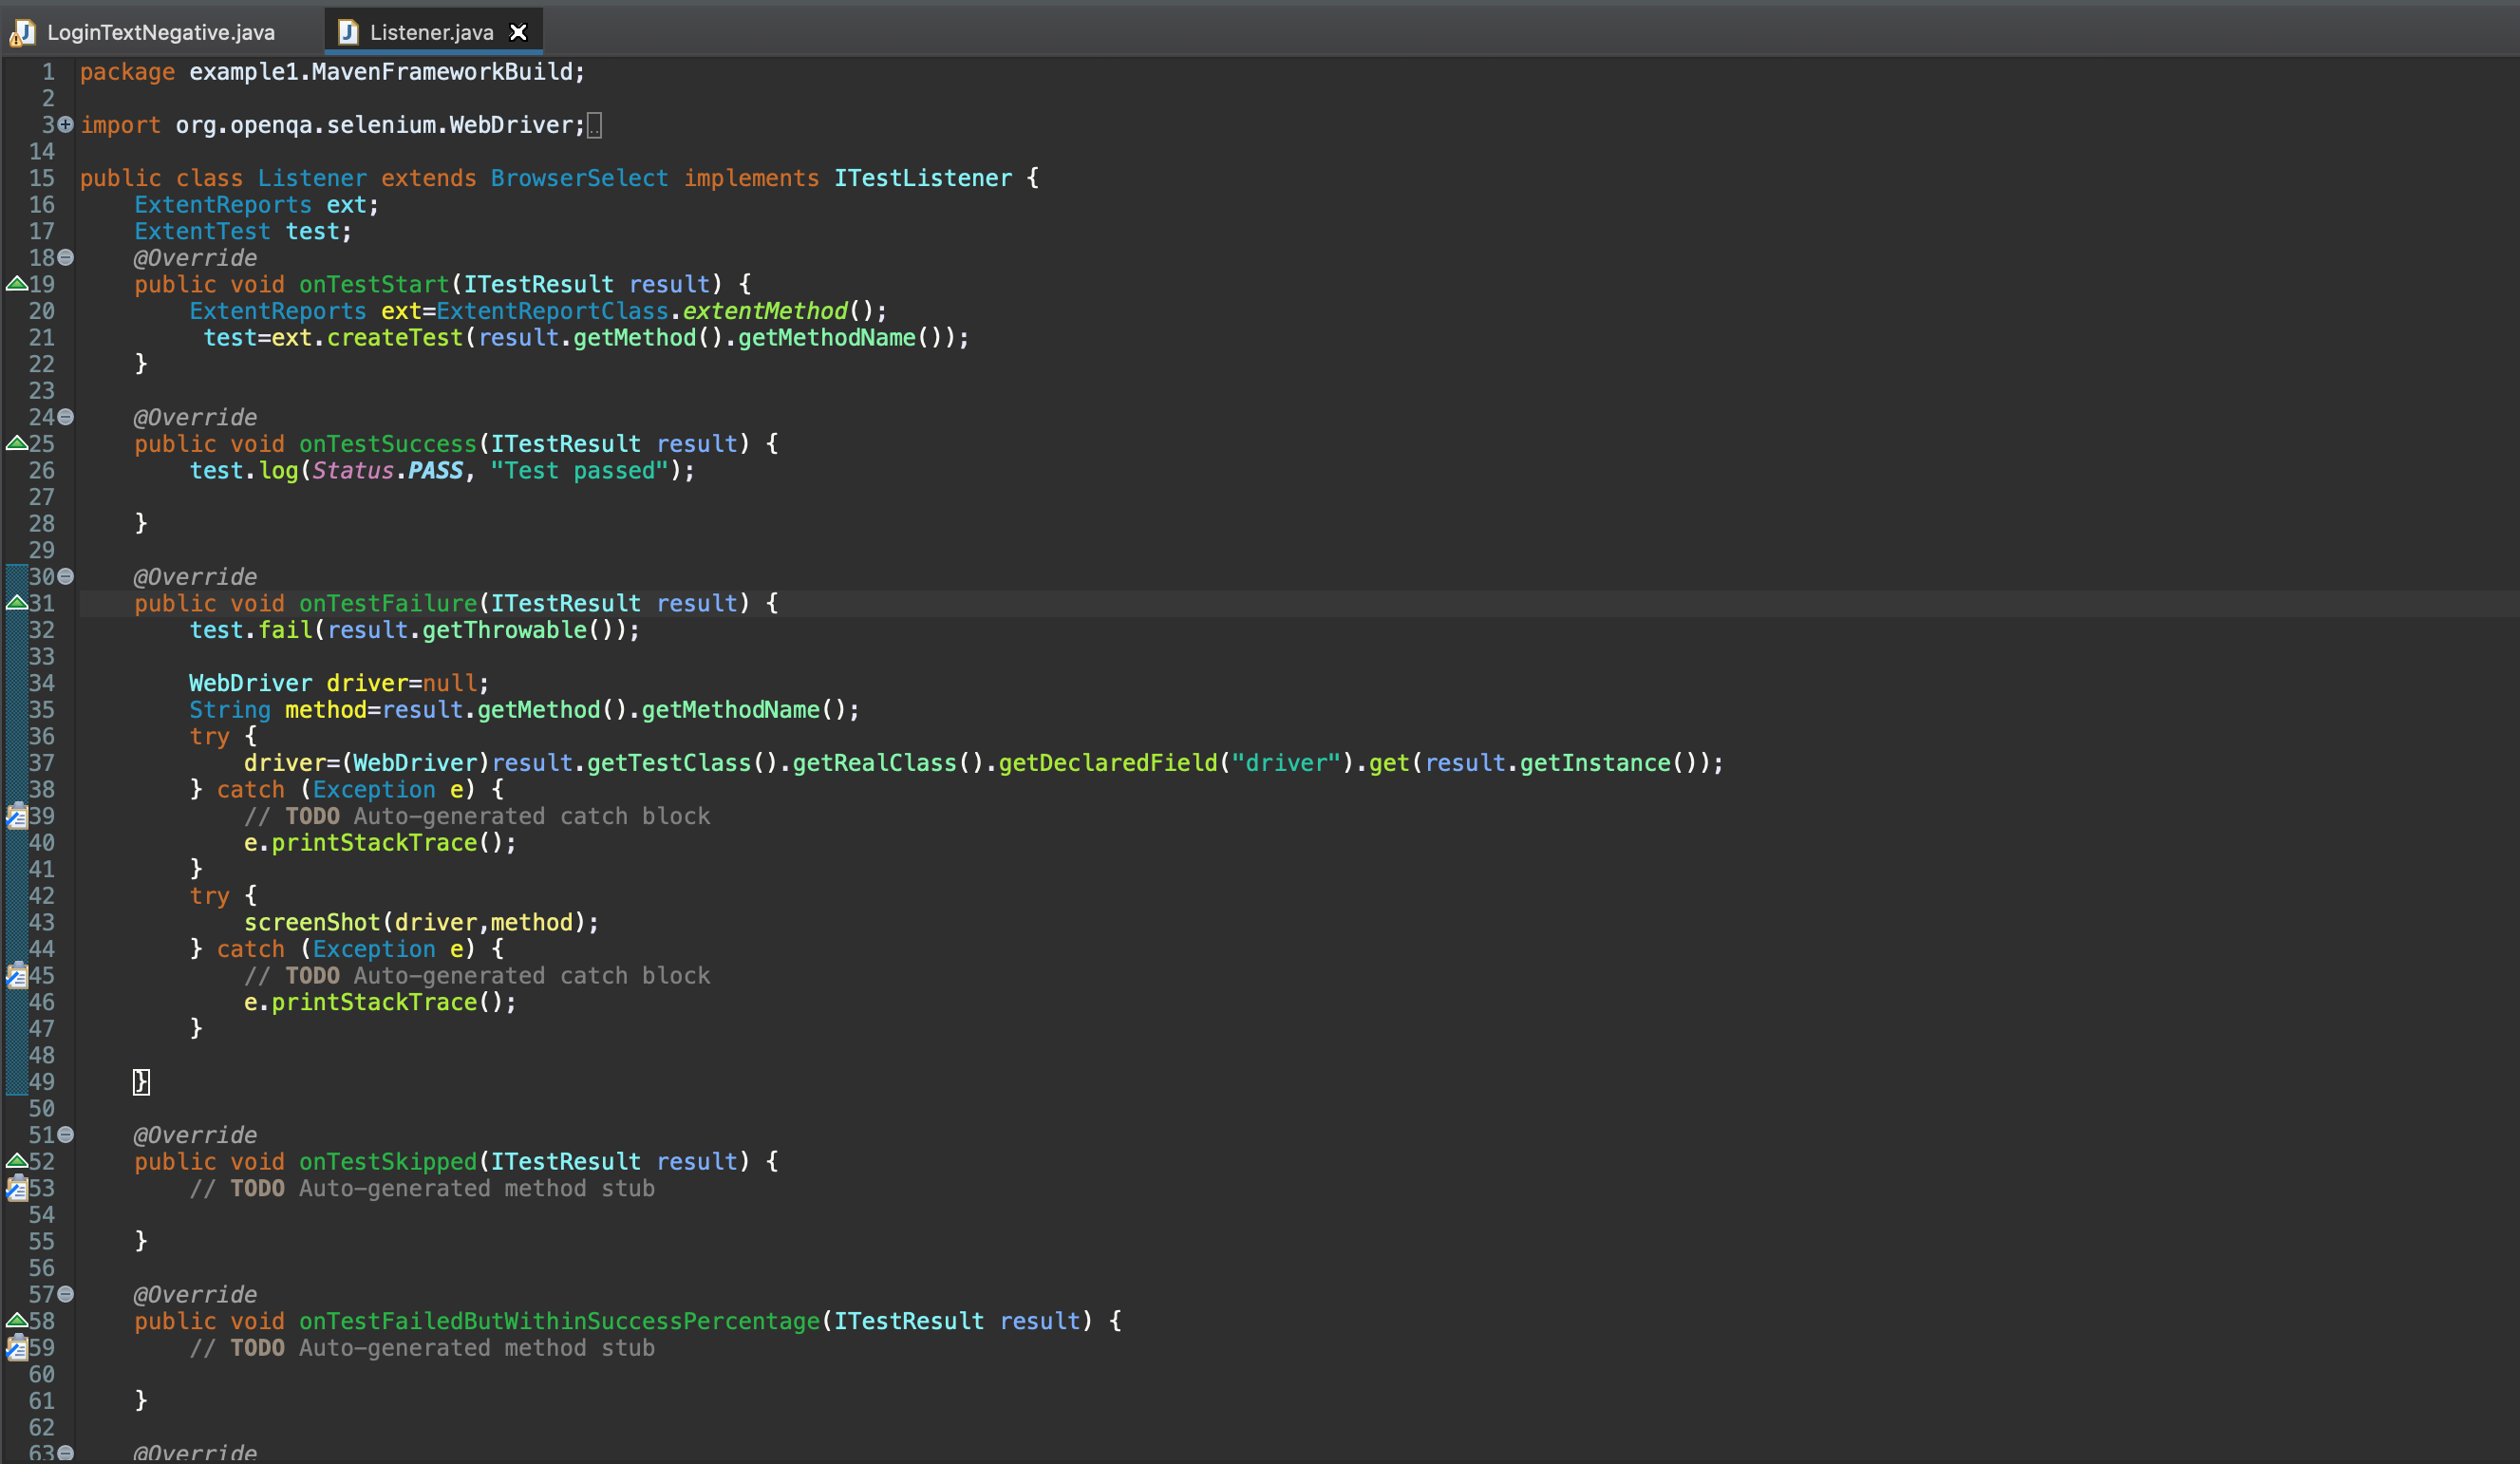 LoginTextNegative.java Listener.java
1 package example1.MavenFrameworkBuild;
2
3 import org.openqa.selenium.WebDriver;
14
15 public class Listener extends BrowserSelect implements ITestListener {
16 ExtentReports ext;
17 ExtentTest test;
18 @Override
19 public void onTestStart(ITestResult result) {
20 ExtentReports ext=ExtentReportClass.extentMethod();
21 test=ext.createTest(result.getMethod().getMethodName());
22 }
23
24 @Override
25 public void onTestSuccess(ITestResult result) {
26 test.log(Status.PASS, "Test passed");
27
28 }
29
30 @Override
31 public void onTestFailure(ITestResult result) {
32 test.fail(result.getThrowable());
33
34 WebDriver driver=null;
35 String method=result.getMethod().getMethodName();
36 try {
37 driver=(WebDriver)result.getTestClass().getRealClass().getDeclaredField("driver").get(result.getInstance());
38 } catch (Exception e) {
39 // TODO Auto-generated catch block
40 e.printStackTrace();
41 }
42 try {
43 screenShot(driver,method);
44 } catch (Exception e) {
45 // TODO Auto-generated catch block
46 e.printStackTrace();
47 }
48
49 }
50
51 @Override
52 public void onTestSkipped(ITestResult result) {
53 // TODO Auto-generated method stub
54
55 }
56
57 @Override
58 public void onTestFailedButWithinSuccessPercentage(ITestResult result) {
59 // TODO Auto-generated method stub
60
61 }
62
63 @Override